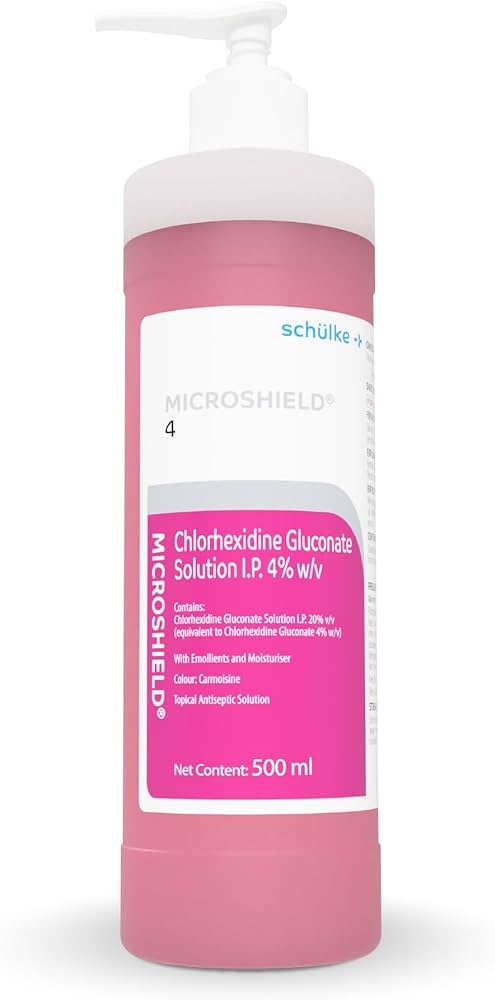 schülke
MICROSHIELD®
4
MICROSHIELD®
Chlorhexidine Gluconate
Solution I.P. 4% w/v
Contains:
Chlorhexidine Gluconate Solution I.P. 20% v/v
(equivalent to Chlorhexidine Gluconate 4% w/v)
With Emollients and Moisturiser
Colour: Carmoisine
Topical Antiseptic Solution
Net Content: 500 ml